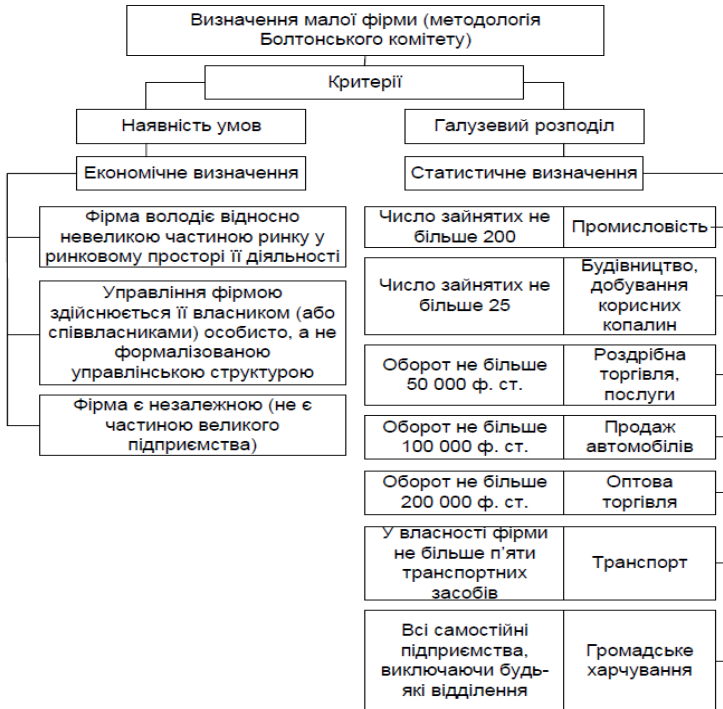 Визначення малої фірми (методологія
Болтонського комітету)
Критерії
Наявність умов
Галузевий розподіл
Економічне визначення
Статистичне визначення
Фірма володіє відносно
невеликою частиною ринку у
ринковому просторі її діяльності
Управління фірмою
здійснюється її власником (або
співвласниками) особисто, а не
формалізованою
управлінською структурою
Фірма є незалежною (не є
частиною великого
підприємства)
Число зайнятих не
більше 200
Промисловість
Число зайнятих не
більше 25
Будівництво,
добування
корисних
копалин
Оборот не більше
50 000 ф. ст.
Роздрібна
торгівля,
послуги
Оборот не більше
100 000 ф. ст.
Продаж
автомобілів
Оборот не більше
200 000 ф. ст.
Оптова
торгівля
У власності фірми
не більше п'яти
транспортних
засобів
Транспорт
Всі самостійні
підприємства,
виключаючи будь-
які відділення
Громадське
харчування